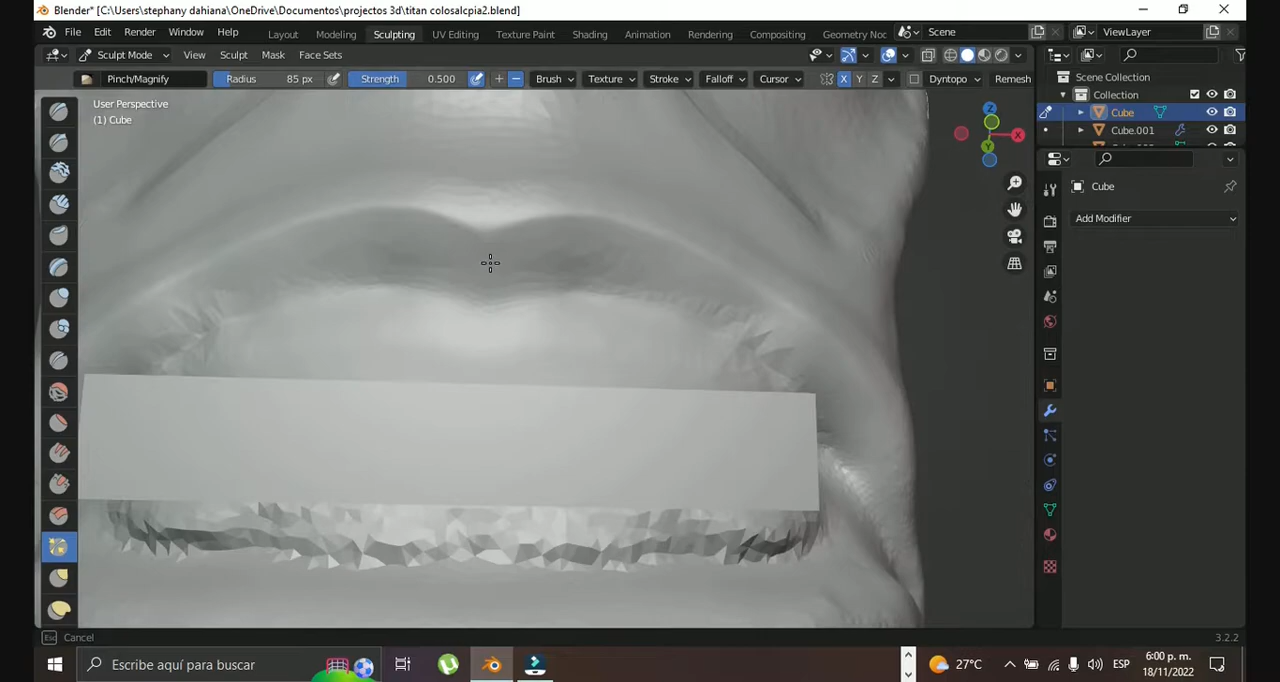 Blender* [C:\Users\stephany dahiana\OneDrive\Documentos\projectos 3d\titan colosalcpia2.blend]
File Edit Render Window Help Layout Modeling Sculpting UV Editing Texture Paint Shading Animation Rendering Compositing Geometry Noc Scene ViewLayer
Sculpt Mode View Sculpt Mask Face Sets
Pinch/Magnify Radius 85 px Strength 0.500 Brush Texture Stroke Falloff Cursor X Y Z Dyntopo Remesh
Scene Collection
Collection
Cube
Cube.001
User Perspective
(1) Cube
Z
X
Y
Cube
Add Modifier
Esc Cancel 3.2.2
Escribe aquí para buscar 27°C ESP 6:00 p. m.
18/11/2022